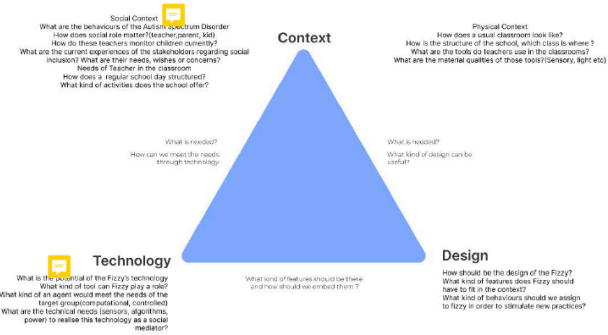 Social Context
What are the behaviours of the Autism Spectrum Disorder
How does social role matter?(teacher,parent, kid)
How do these teachers monitor children currently?
What are the current experiences of the stakeholders regarding social
inclusion? What are their needs, wishes or concerns?
Needs of Teacher in the classroom
How does a regular school day structured?
What kind of activities does the school offer?
Context
Physical Context
How does a usual classroom look like?
How is the structure of the school, which class is where ?
What are the tools do teachers use in the classrooms?
What are the material qualities of those tools?(Sensory, light etc)
What is needed?
How can we meet the needs
through technology
What is needed?
What kind of design can be
useful?
Technology
What is the potential of the Fizzy's technology
What kind of tool can Fizzy play a role?
What kind of an agent would meet the needs of the
target group(computational, controlled)
What are the technical needs (sensors, algorithms,
power) to realise this technology as a social
mediator?
What kind of features should be there
and how should we embed them ?
Design
How should be the design of the Fizzy?
What kind of features does Fizzy should
have to fit in the context?
What kind of behaviours should we assign
to fizzy in order to stimulate new practices?